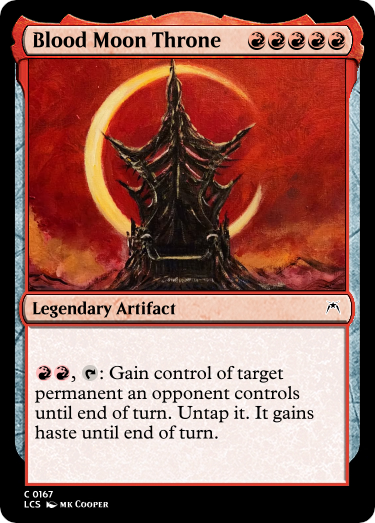 Blood Moon Throne
Legendary Artifact
: Gain control of target
permanent an opponent controls
until end of turn. Untap it. It gains
haste until end of turn.
C 0167
LCS MK COOPER